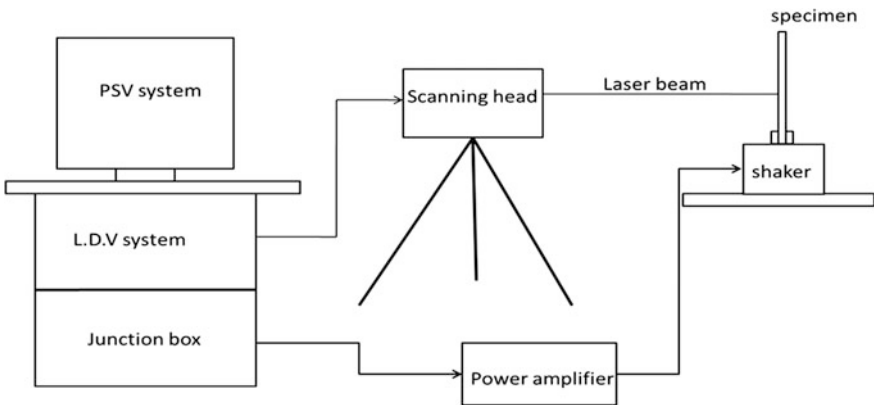 specimen
PSV system
Scanning head
Laser beam
shaker
L.D.V system
Junction box
Power amplifier